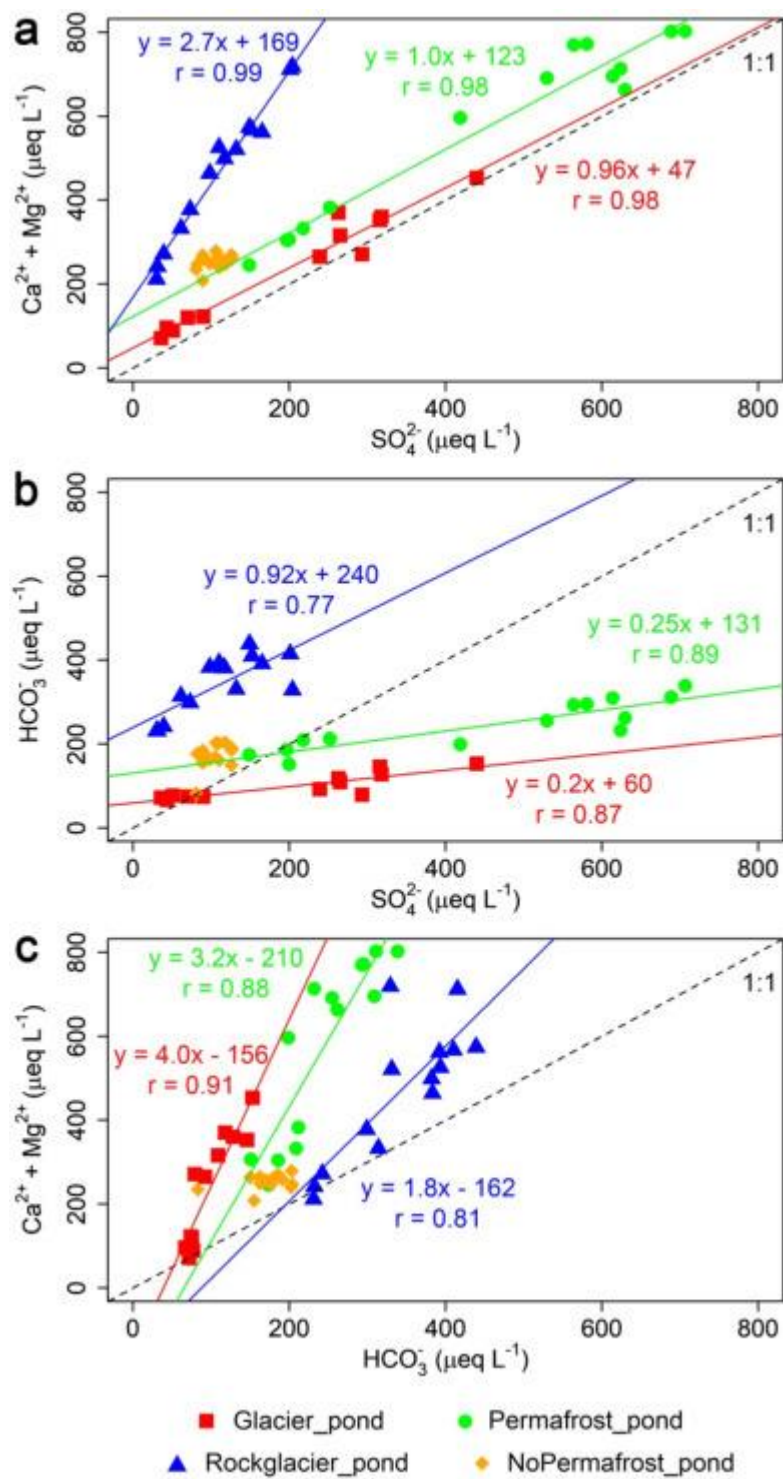 a
y = 2.7x + 169
r = 0.99
y = 1.0x + 123
r = 0.98
1:1
y = 0.96x + 47
r = 0.98
Ca²⁺ + Mg²⁺ (µeq L⁻¹)
0 200 400 600 800
0 200 400 600 800
SO₄²⁻ (µeq L⁻¹)
b
1:1
y = 0.92x + 240
r = 0.77
y = 0.25x + 131
r = 0.89
y = 0.2x + 60
r = 0.87
HCO₃⁻ (µeq L⁻¹)
0 200 400 600 800
0 200 400 600 800
SO₄²⁻ (µeq L⁻¹)
c
y = 3.2x - 210
r = 0.88
1:1
y = 4.0x - 156
r = 0.91
y = 1.8x - 162
r = 0.81
Ca²⁺ + Mg²⁺ (µeq L⁻¹)
0 200 400 600 800
0 200 400 600 800
HCO₃⁻ (µeq L⁻¹)
Glacier_pond Permafrost_pond
Rockglacier_pond NoPermafrost_pond